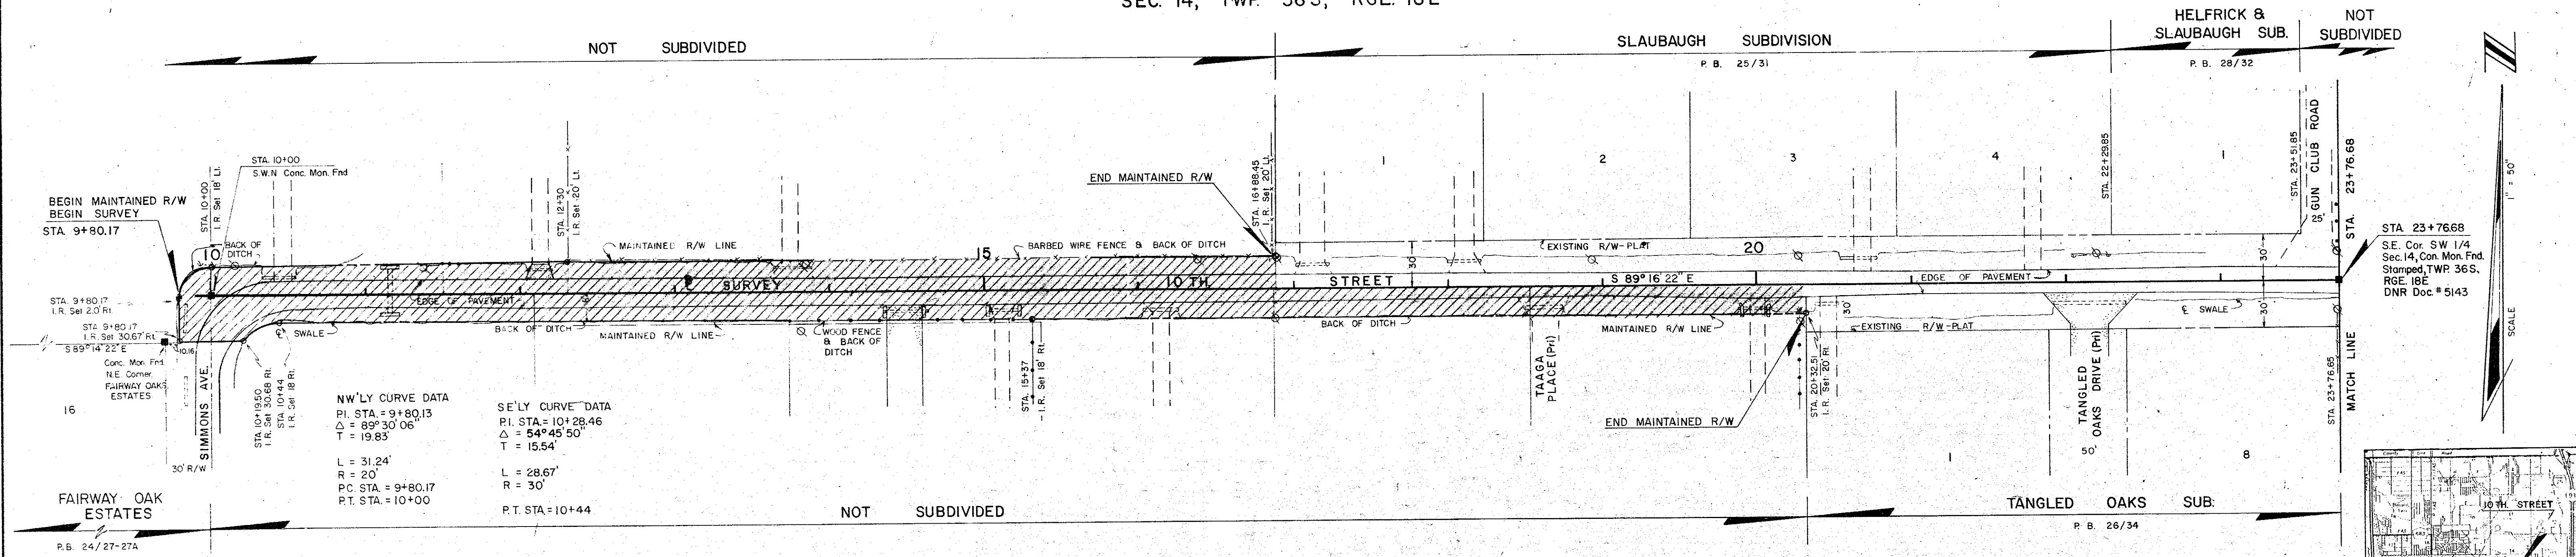 SEC. 14, TWP. 36S, RGE. 18E
NOT SUBDIVIDED
SLAUBAUGH SUBDIVISION
P. B. 25/31
HELFRICK &
SLAUBAUGH SUB.
P. B. 28/32
NOT
SUBDIVIDED
STA. 10+00
S.W.N Conc. Mon. Fnd
BEGIN MAINTAINED R/W
BEGIN SURVEY
STA. 9+80.17
STA. 10+00
I. R. Set 18' Lt.
BACK OF
DITCH
10
STA. 12+30
I. R. Set 20' Lt.
MAINTAINED R/W LINE
15
BARBED WIRE FENCE & BACK OF DITCH
END MAINTAINED R/W
STA. 16+88.45
I. R. Set 20' Lt.
1
2
3
4
1
STA. 22+29.85
STA. 23+51.85
GUN CLUB ROAD
25'
STA. 23+76.68
1" = 50'
SCALE
EXISTING R/W-PLAT
20
30'
30'
STA. 23+76.68
S.E. Cor. SW 1/4
Sec. 14, Con. Mon. Fnd.
Stamped, TWP. 36S,
RGE. 18E
DNR Doc. # 5143
SURVEY
10 TH.
STREET
S 89° 16' 22" E
EDGE OF PAVEMENT
EDGE OF PAVEMENT
STA. 9+80.17
I. R. Set 2.0' Rt.
STA. 9+80.17
I. R. Set 30.67' Rt.
S 89° 14' 22" E
Conc. Mon. Fnd.
N.E. Corner,
FAIRWAY OAKS
ESTATES
10.16
℄ SWALE
BACK OF DITCH
MAINTAINED R/W LINE
WOOD FENCE
& BACK OF
DITCH
BACK OF DITCH
MAINTAINED R/W LINE
30'
EXISTING R/W-PLAT
℄ SWALE
30'
16
SIMMONS AVE.
30' R/W
STA. 10+19.50
I. R. Set 30.68' Rt.
STA. 10+44
I. R. Set 18' Rt.
NW'LY CURVE DATA
P.I. STA. = 9+80.13
Δ = 89° 30' 06"
T = 19.83'
L = 31.24'
R = 20'
P.C. STA. = 9+80.17
P.T. STA. = 10+00
SE'LY CURVE DATA
P.I. STA. = 10+28.46
Δ = 54° 45' 50"
T = 15.54'
L = 28.67'
R = 30'
P.T. STA. = 10+44
STA. 15+37
I. R. Set 18' Rt.
TAAGA
PLACE (Pri)
END MAINTAINED R/W
STA. 20+32.51
I. R. Set 20' Rt.
TANGLED
OAKS DRIVE (Pri)
50'
STA. 23+76.65
MATCH LINE
1
8
FAIRWAY OAK
ESTATES
P.B. 24/27-27A
NOT SUBDIVIDED
TANGLED OAKS SUB.
P. B. 26/34
10 TH. STREET